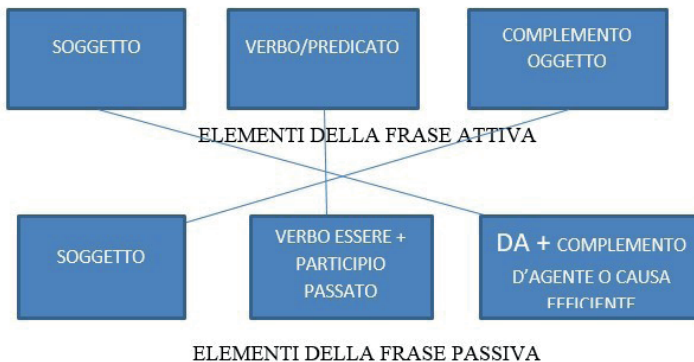 SOGGETTO
VERBO/PREDICATO
COMPLEMENTO
OGGETTO
ELEMENTI DELLA FRASE ATTIVA
SOGGETTO
VERBO ESSERE +
PARTICIPIO
PASSATO
DA + COMPLEMENTO
D'AGENTE O CAUSA
EFFICIENTE
ELEMENTI DELLA FRASE PASSIVA